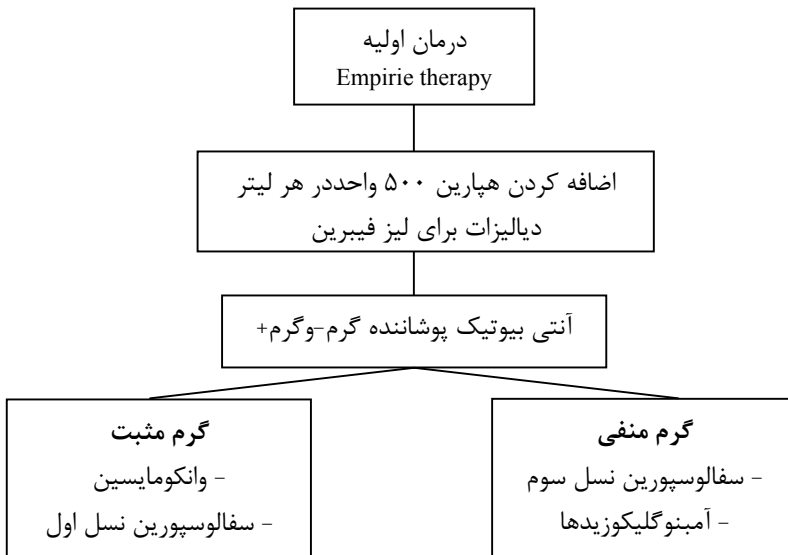 درمان اولیه
Empirie therapy
اضافه کردن هپارین ۵۰۰ واحددر هر لیتر
دیالیزات برای لیز فیبرین
آنتی بیوتیک پوشاننده گرم-وگرم+
گرم مثبت
- وانکومایسین
- سفالوسپورین نسل اول
گرم منفی
- سفالوسپورین نسل سوم
- آمبنوگلیکوزیدها